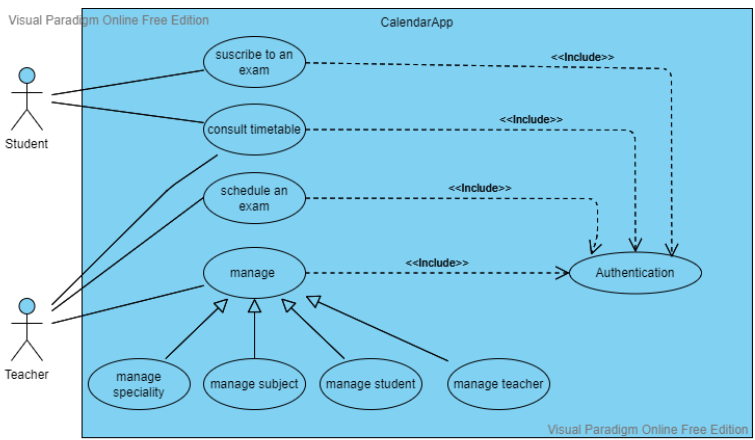 Visual Paradigm Online Free Edition
CalendarApp
suscribe to an
exam
<<Include>>
Student
consult timetable
<<Include>>
schedule an
exam
<<Include>>
manage
<<Include>>
Authentication
Teacher
manage
speciality
manage subject
manage student
manage teacher
Visual Paradigm Online Free Edition